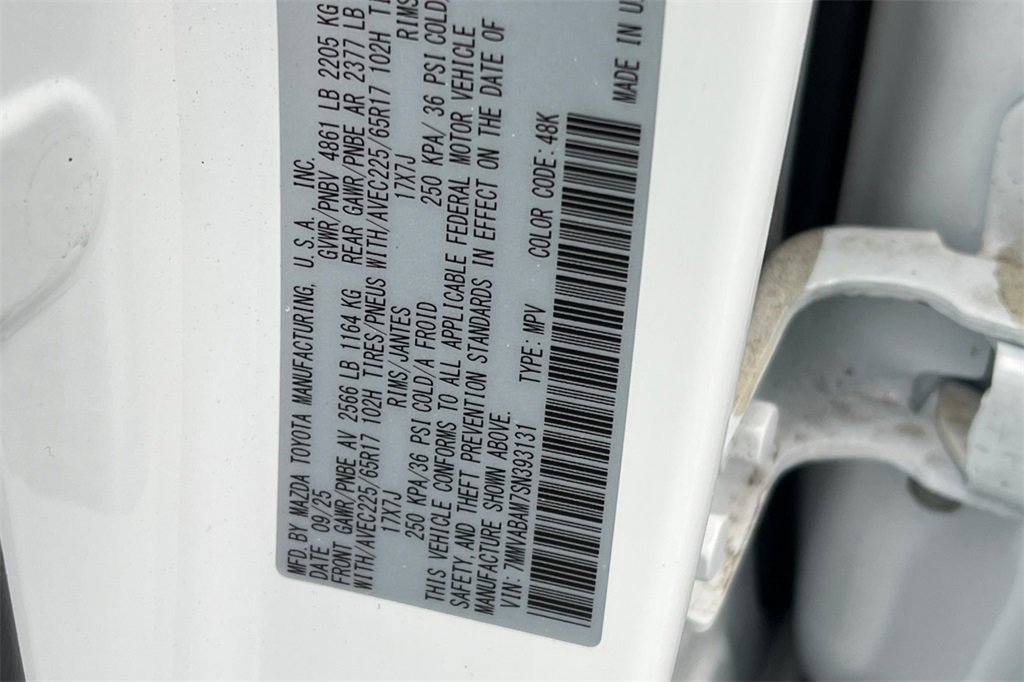 MFD. BY MAZDA TOYOTA MANUFACTURING, U.S.A. INC.
DATE 09/25 GVWR/PNBV 4861 LB 2205 KG
FRONT GAWR/PNBE AV 2566 LB 1164 KG REAR GAWR/PNBE AR 2377 LB
WITH/AVEC225/65R17 102H TIRES/PNEUS WITH/AVEC225/65R17 102H
17X7J RIMS/JANTES 17X7J RIMS
250 KPA/36 PSI COLD/A FROID 250 KPA/ 36 PSI COLD
THIS VEHICLE CONFORMS TO ALL APPLICABLE FEDERAL MOTOR VEHICLE
SAFETY AND THEFT PREVENTION STANDARDS IN EFFECT ON THE DATE OF
MANUFACTURE SHOWN ABOVE.
VIN: 7MMVABAM7SN393131 TYPE: MPV COLOR CODE: 48K
MADE IN